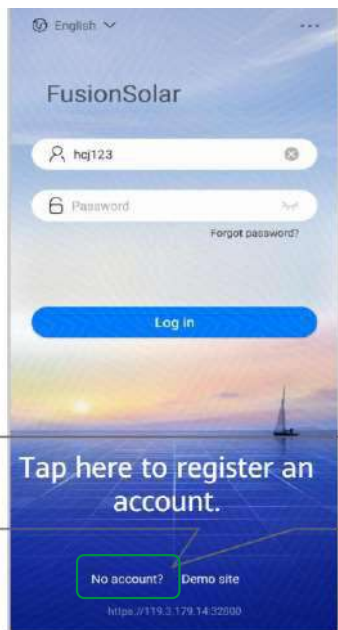 English
...
FusionSolar
hcj123
Password
Forgot password?
Log in
Tap here to register an
account.
No account? Demo site
https://119.3.179.14:32800